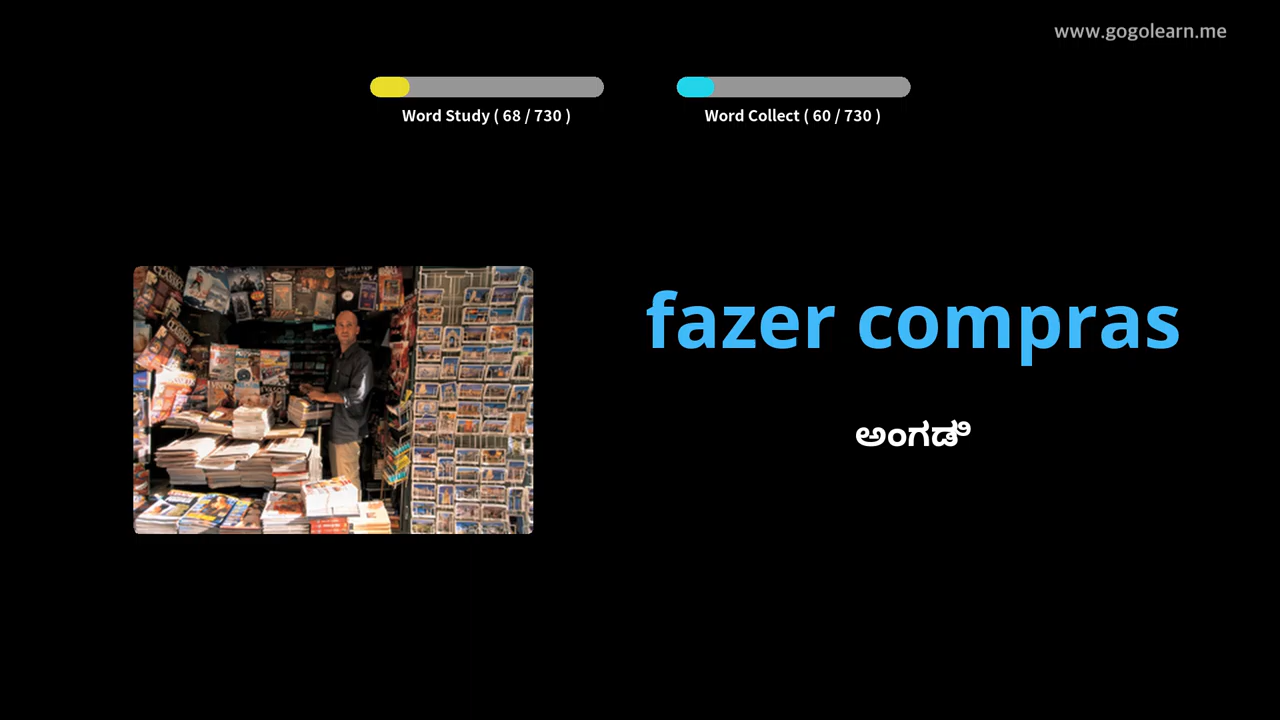 www.gogolearn.me
Word Study ( 68 / 730 )
Word Collect ( 60 / 730 )
fazer compras
ಅಂಗಡಿ